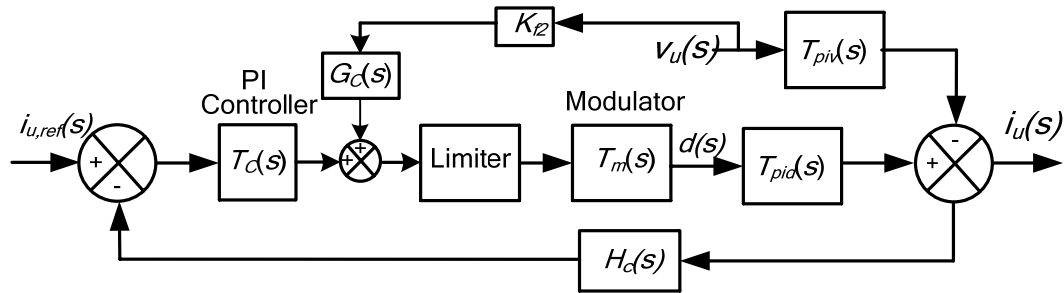 K_f2
v_u(s)
T_piv(s)
G_C(s)
PI
Controller
Modulator
i_u,ref(s)
i_u(s)
+
-
T_C(s)
+
+
Limiter
T_m(s)
d(s)
T_pid(s)
+
-
H_c(s)